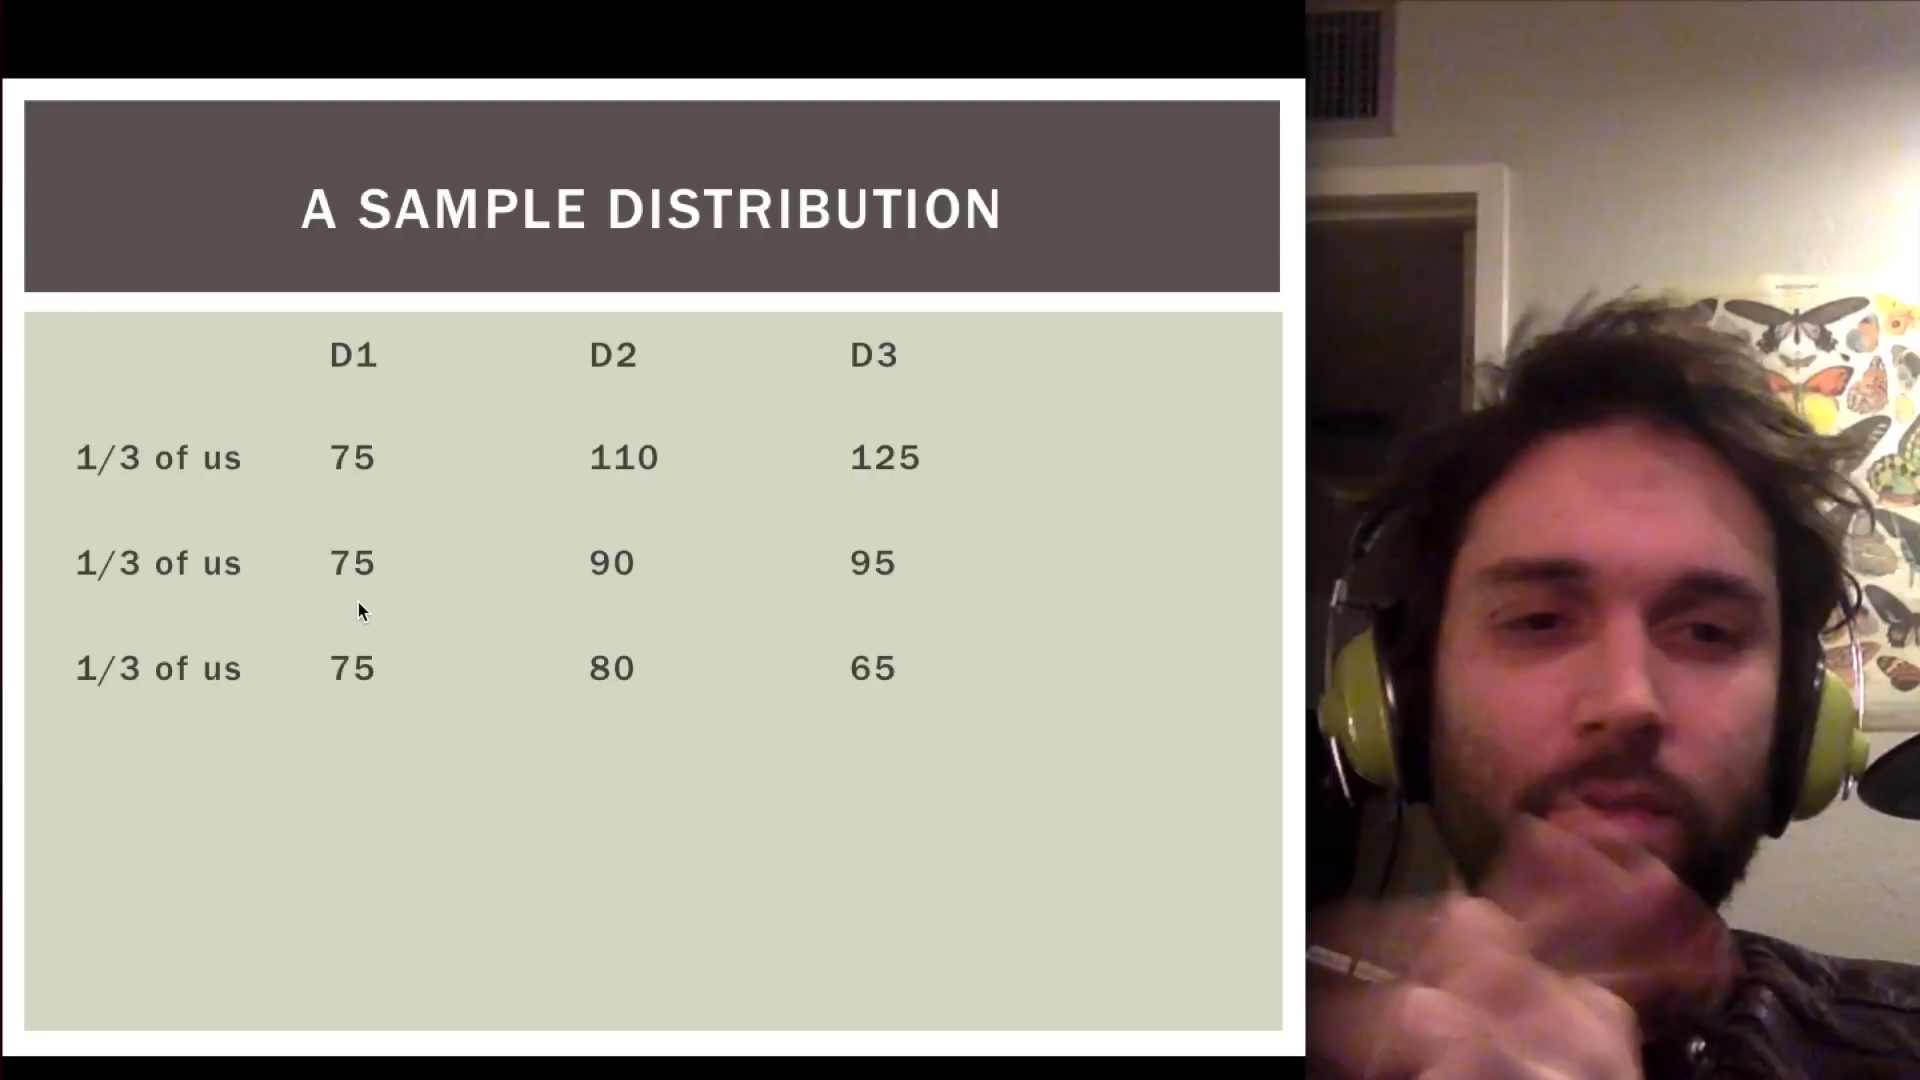 A SAMPLE DISTRIBUTION
D1 D2 D3
1/3 of us 75 110 125
1/3 of us 75 90 95
1/3 of us 75 80 65